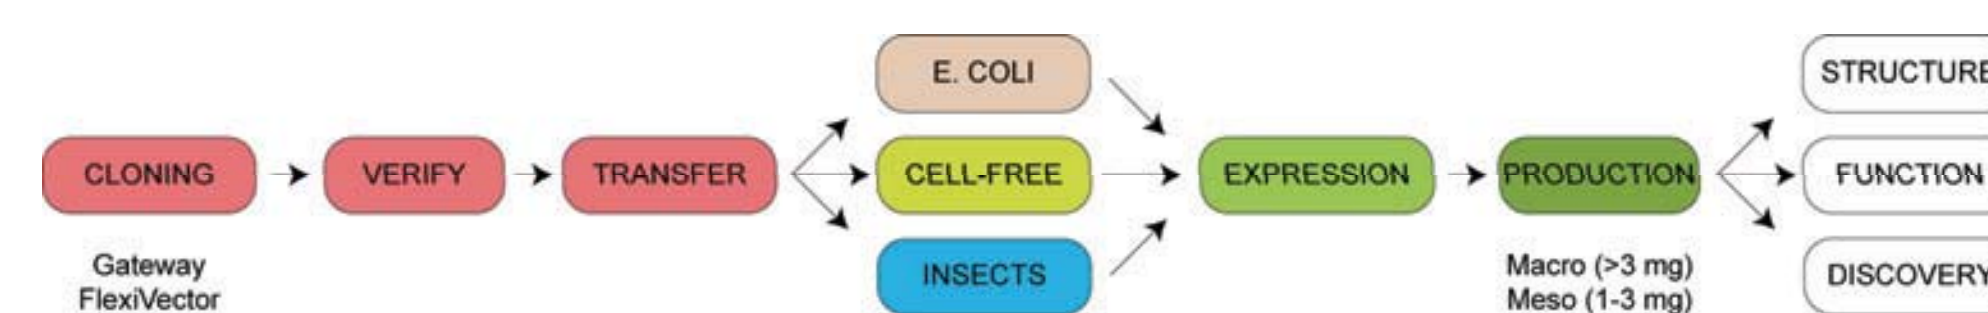 CLONING
Gateway
FlexiVector
VERIFY
TRANSFER
E. COLI
CELL-FREE
INSECTS
EXPRESSION
PRODUCTION
Macro (>3 mg)
Meso (1-3 mg)
STRUCTURE
FUNCTION
DISCOVERY